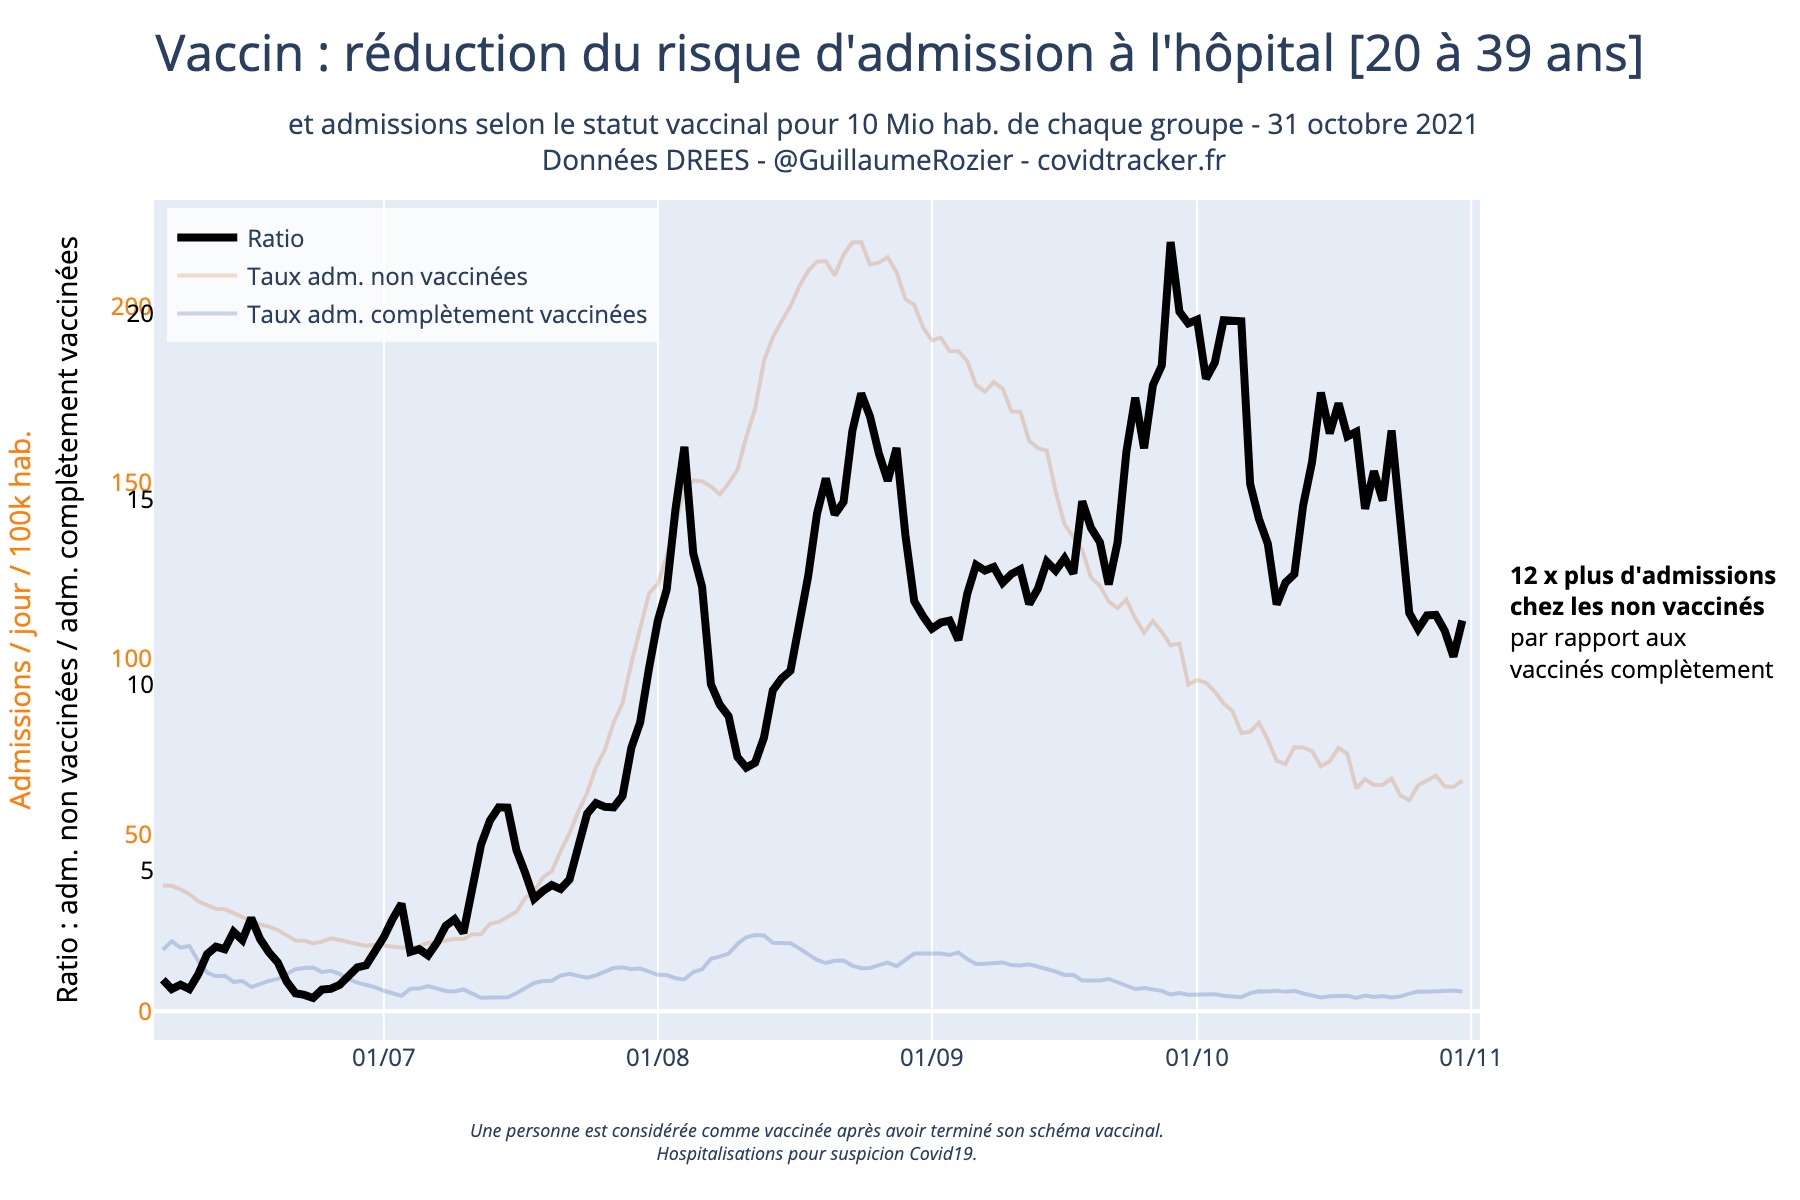 Vaccin : réduction du risque d'admission à l'hôpital [20 à 39 ans]
et admissions selon le statut vaccinal pour 10 Mio hab. de chaque groupe - 31 octobre 2021
Données DREES - @GuillaumeRozier - covidtracker.fr
Ratio
Taux adm. non vaccinées
Taux adm. complètement vaccinées
Admissions / jour / 100k hab.
Ratio : adm. non vaccinées / adm. complètement vaccinées
200
20
150
15
100
10
50
5
0
01/07
01/08
01/09
01/10
01/11
12 x plus d'admissions
chez les non vaccinés
par rapport aux
vaccinés complètement
Une personne est considérée comme vaccinée après avoir terminé son schéma vaccinal.
Hospitalisations pour suspicion Covid19.